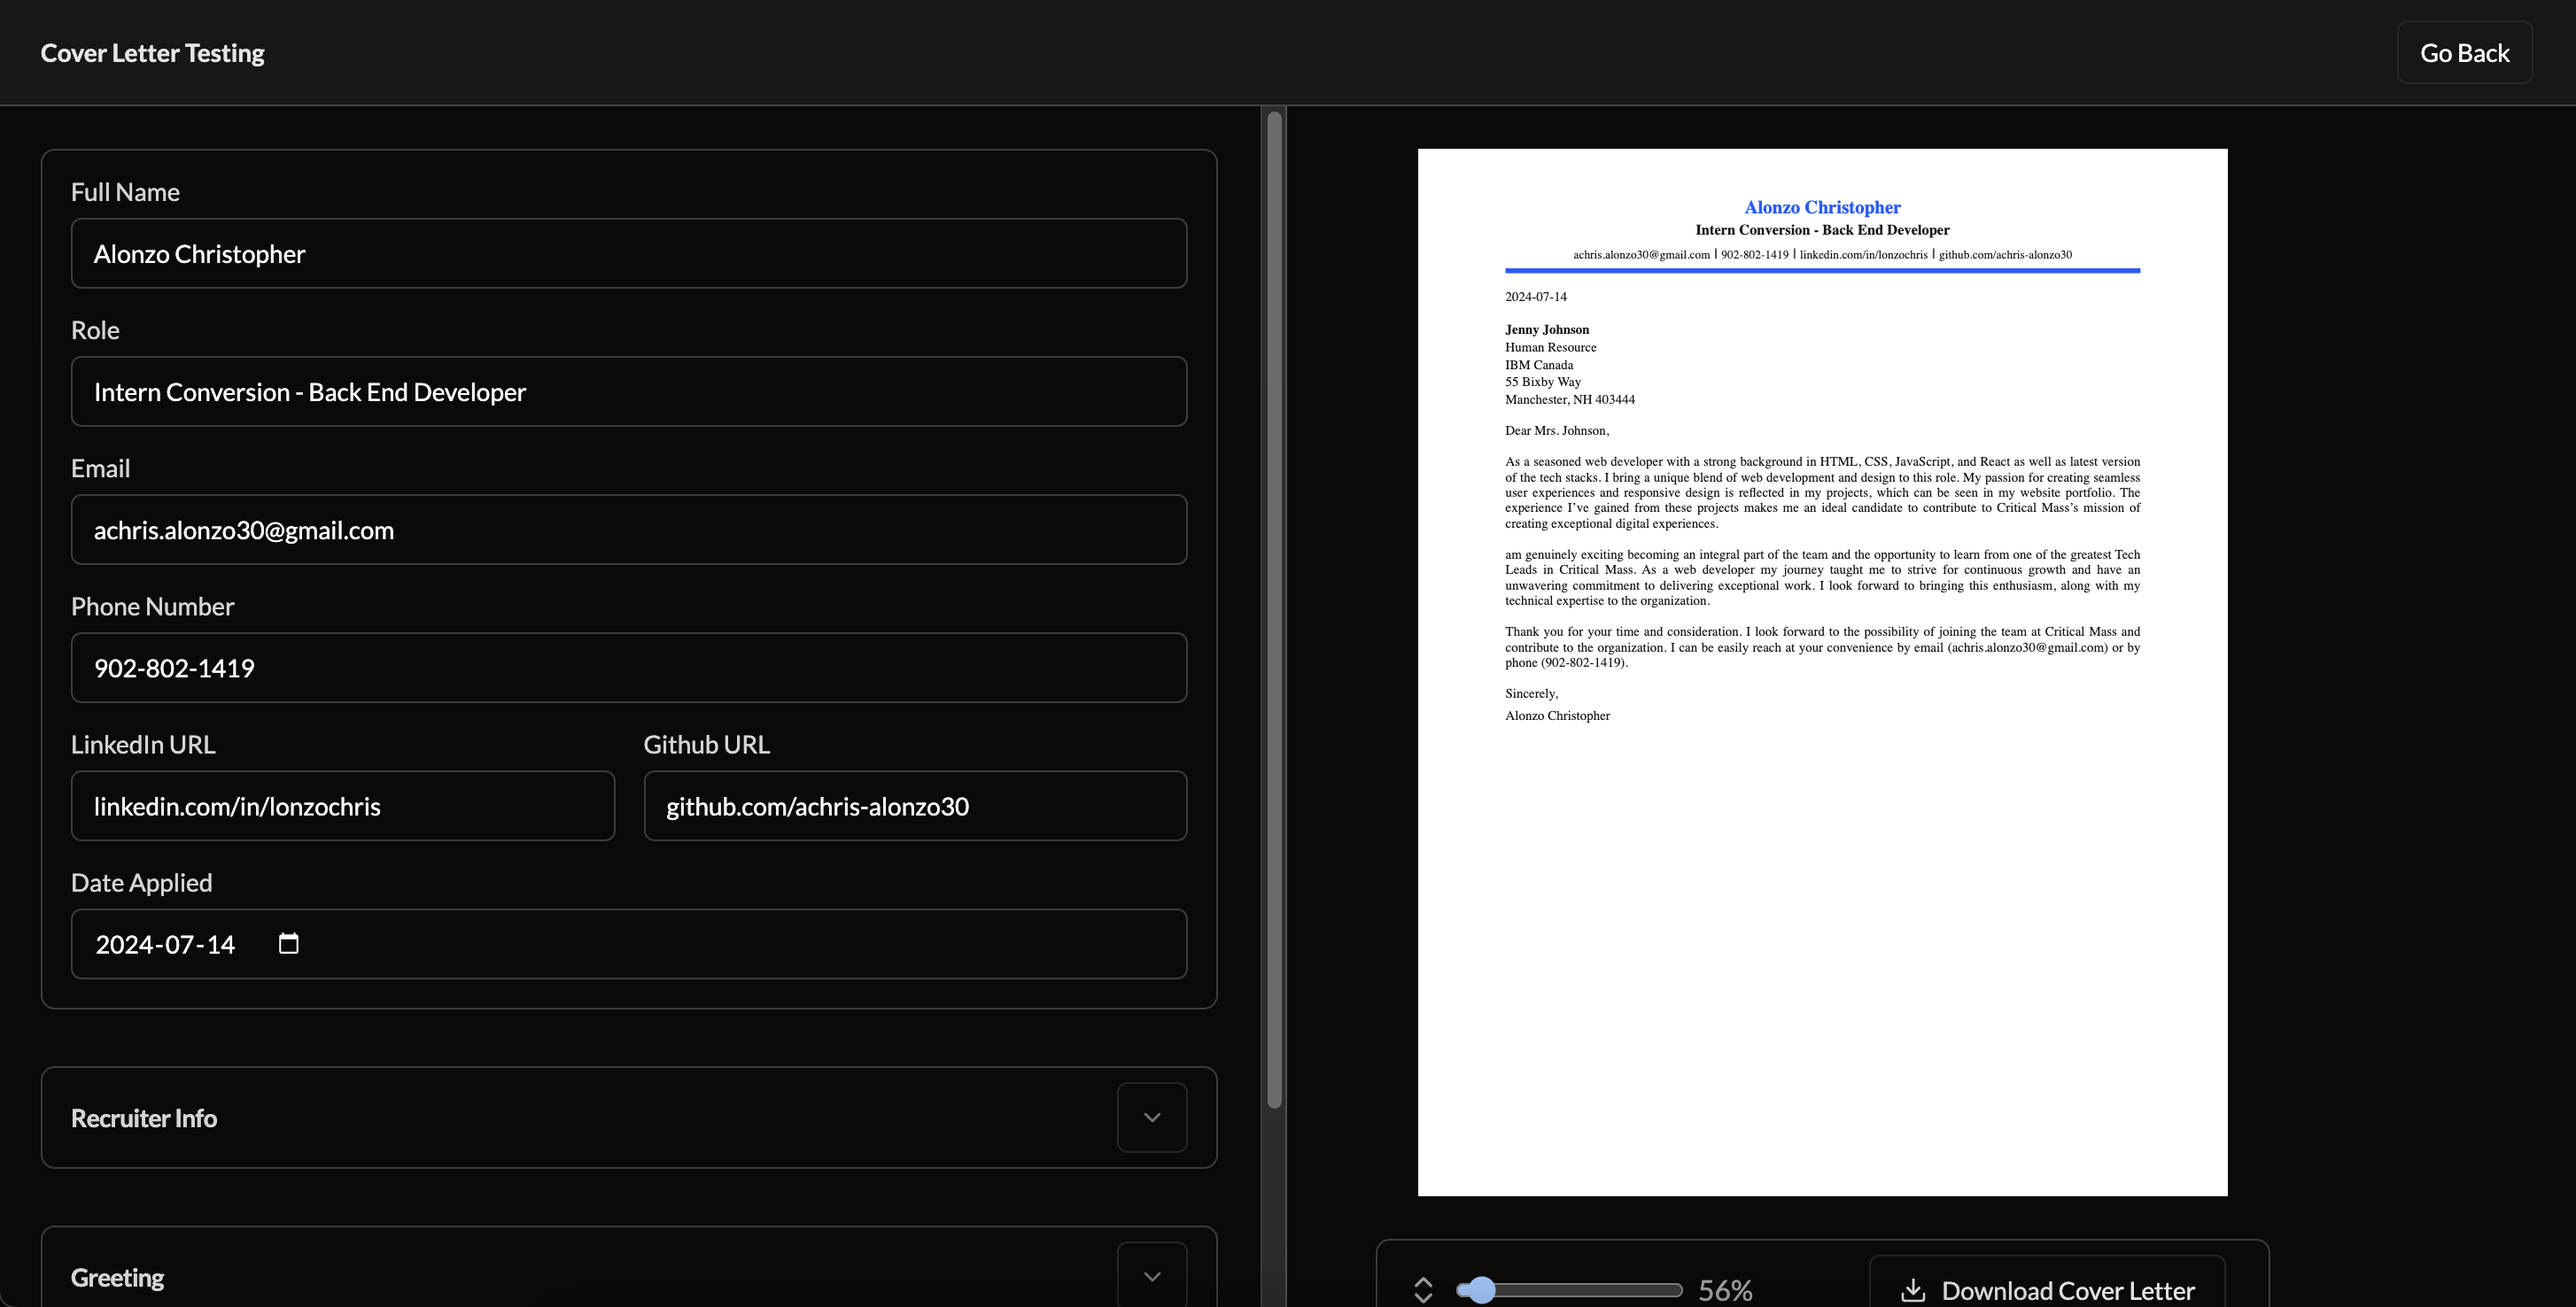 Cover Letter Testing
Go Back
Full Name
Alonzo Christopher
Role
Intern Conversion - Back End Developer
Email
achris.alonzo30@gmail.com
Phone Number
902-802-1419
LinkedIn URL
Github URL
linkedin.com/in/lonzochris
github.com/achris-alonzo30
Date Applied
2024-07-14
Recruiter Info
Greeting
Alonzo Christopher
Intern Conversion - Back End Developer
achris.alonzo30@gmail.com | 902-802-1419 | linkedin.com/in/lonzochris | github.com/achris-alonzo30
2024-07-14
Jenny Johnson
Human Resource
IBM Canada
55 Bixby Way
Manchester, NH 403444
Dear Mrs. Johnson,
As a seasoned web developer with a strong background in HTML, CSS, JavaScript, and React as well as latest version
of the tech stacks. I bring a unique blend of web development and design to this role. My passion for creating seamless
user experiences and responsive design is reflected in my projects, which can be seen in my website portfolio. The
experience I’ve gained from these projects makes me an ideal candidate to contribute to Critical Mass’s mission of
creating exceptional digital experiences.
am genuinely exciting becoming an integral part of the team and the opportunity to learn from one of the greatest Tech
Leads in Critical Mass. As a web developer my journey taught me to strive for continuous growth and have an
unwavering commitment to delivering exceptional work. I look forward to bringing this enthusiasm, along with my
technical expertise to the organization.
Thank you for your time and consideration. I look forward to the possibility of joining the team at Critical Mass and
contribute to the organization. I can be easily reach at your convenience by email (achris.alonzo30@gmail.com) or by
phone (902-802-1419).
Sincerely,
Alonzo Christopher
56%
Download Cover Letter